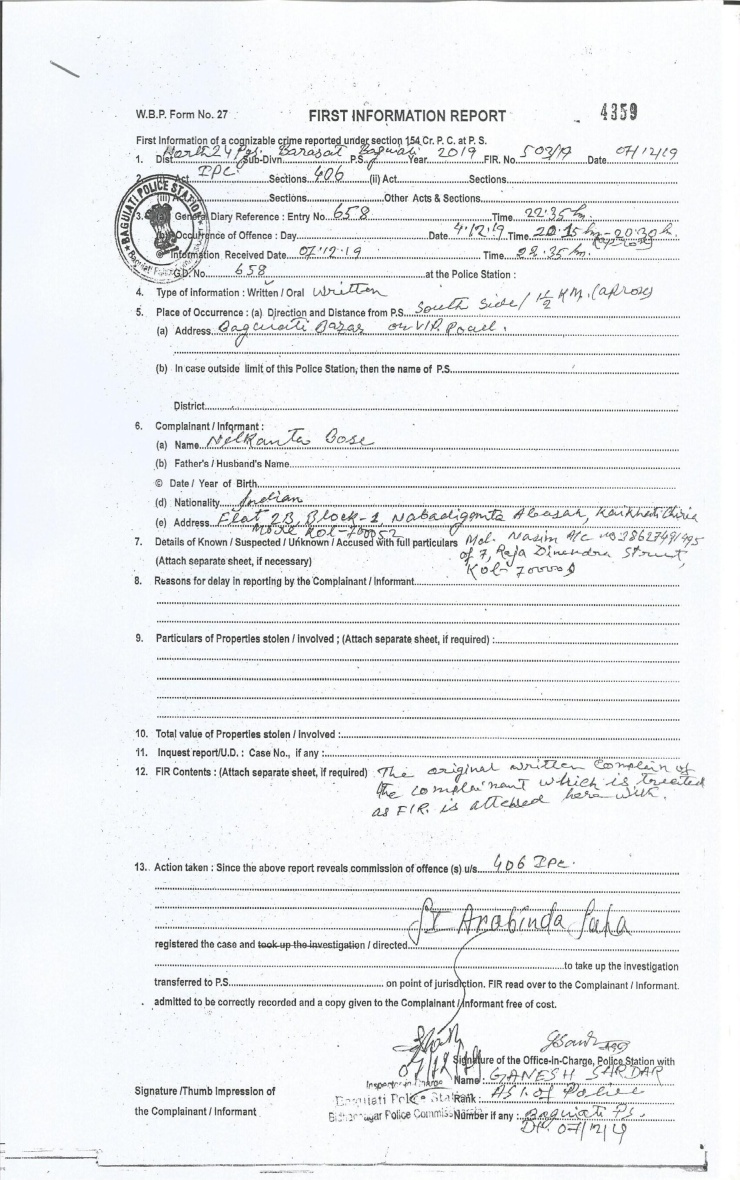 W.B.P. Form No. 27 FIRST INFORMATION REPORT 4359
First Information of a cognizable crime reported under section 154 Cr. P. C. at P. S.
1. Dist. North 24 Pgs. Sub-Divn. Barasat P.S. Baguiati Year 2019 FIR. No. 503/19 Date 07/12/19
2. Act IPC Sections 406 (ii) Act Sections
(iii) Act Sections Other Acts & Sections
3. (a) General Diary Reference : Entry No. 658 Time 22:35 hr.
(b) Occurrence of Offence : Day Date 4.12.19 Time 20.15 hr - 20:30 h.
© Information Received Date 07.12.19 Time 22.35 hr.
G.D. No. 658 at the Police Station :
BAGUIATI POLICE STATION
4. Type of information : Written / Oral Written
5. Place of Occurrence : (a) Direction and Distance from P.S. South Side / 1 1/2 KM. (aprox)
(a) Address Baguiati Bazar on VIP Road.
(b) In case outside limit of this Police Station, then the name of P.S.
District
6. Complainant / Informant :
(a) Name Nilkanta Bose
(b) Father's / Husband's Name
© Date / Year of Birth
(d) Nationality Indian
(e) Address Flat 2B, Block-1 Nabadiganta Abasan,
Kol-700052
7. Details of Known / Suspected / Unknown / Accused with full particulars Md. Nasim A/C no 38627491495
(Attach separate sheet, if necessary) of 7, Raja Dinendra Street,
Kol- 700009
8. Reasons for delay in reporting by the Complainant / Informant
9. Particulars of Properties stolen / Involved ; (Attach separate sheet, if required) :
10. Total value of Properties stolen / Involved :
11. Inquest report/U.D. : Case No., if any :
12. FIR Contents : (Attach separate sheet, if required) The original written Complain of
the complainant which is treated
as FIR. is attached here with.
13. Action taken : Since the above report reveals commission of offence (s) u/s. 406 IPC.
SI Arabinda Saha
registered the case and took up the investigation / directed
to take up the investigation
transferred to P.S. on point of jurisdiction. FIR read over to the Complainant / Informant.
admitted to be correctly recorded and a copy given to the Complainant / Informant free of cost.
Signature of the Office-in-Charge, Police Station with
Inspector-in-Charge Name : GANESH SARDAR
Signature /Thumb Impression of Baguiati Police Station Rank : ASI. of Police
the Complainant / Informant Bidhannagar Police Commissionerate Number if any : Baguiati PS.
Dt. 07/12/19